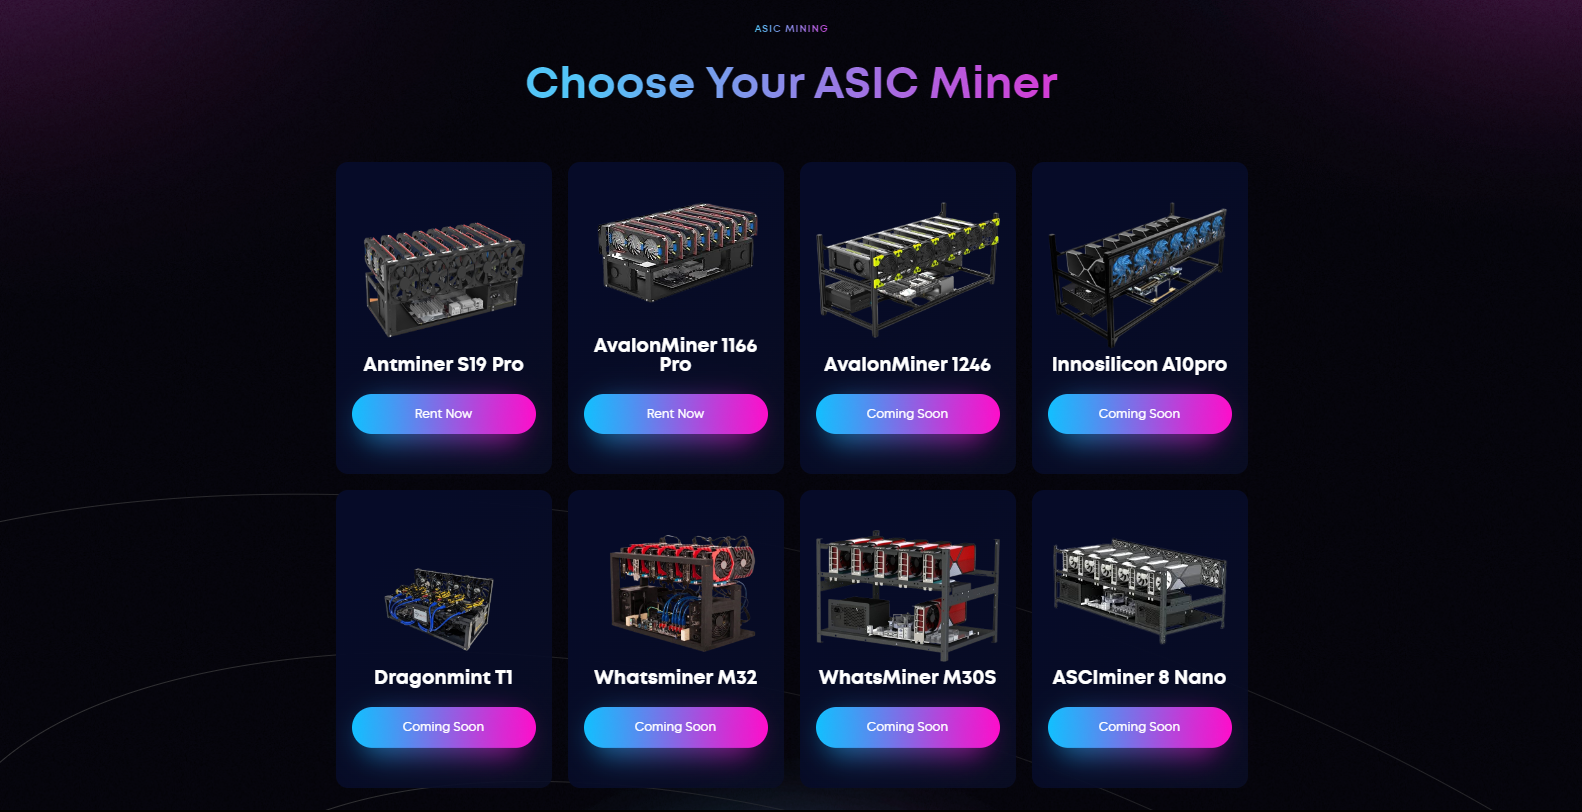 ASIC MINING
Choose Your ASIC Miner
Antminer S19 Pro
Rent Now
AvalonMiner 1166
Pro
Rent Now
AvalonMiner 1246
Coming Soon
Innosilicon A10pro
Coming Soon
Dragonmint T1
Coming Soon
Whatsminer M32
Coming Soon
WhatsMiner M30S
Coming Soon
ASCIminer 8 Nano
Coming Soon